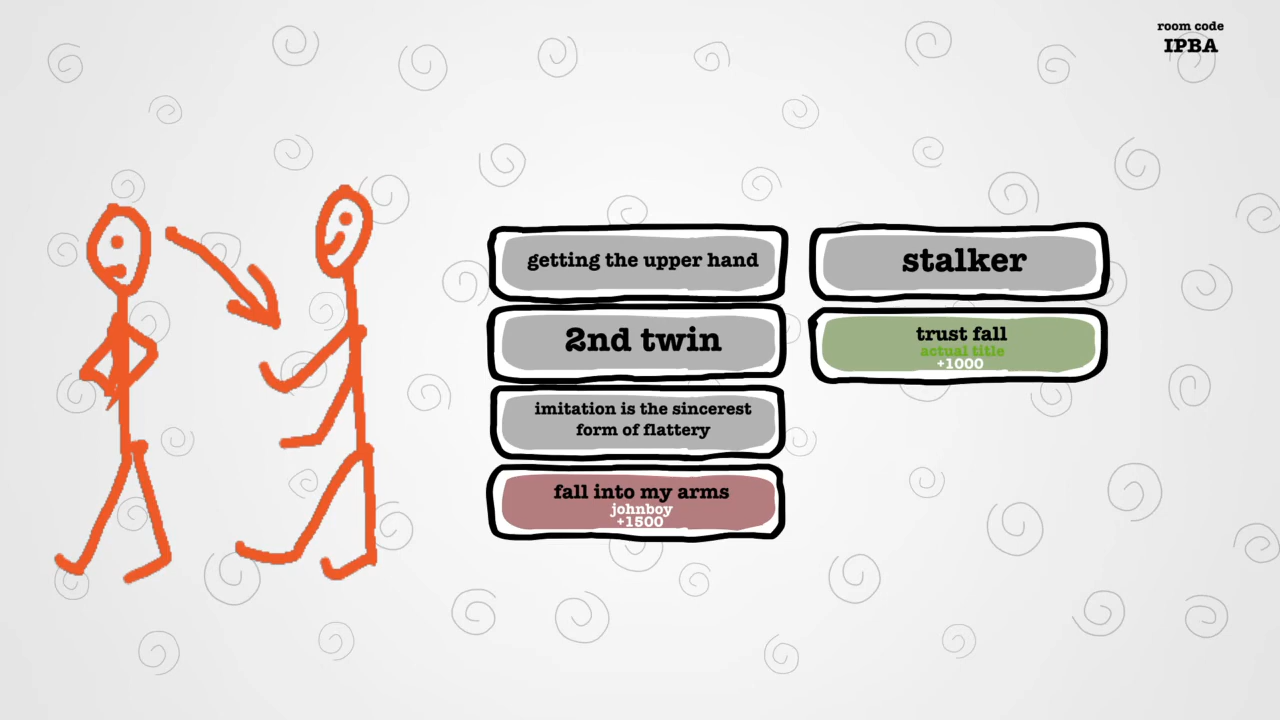 room code
IPBA
getting the upper hand
stalker
2nd twin
trust fall
actual title
+1000
imitation is the sincerest
form of flattery
fall into my arms
johnboy
+1500